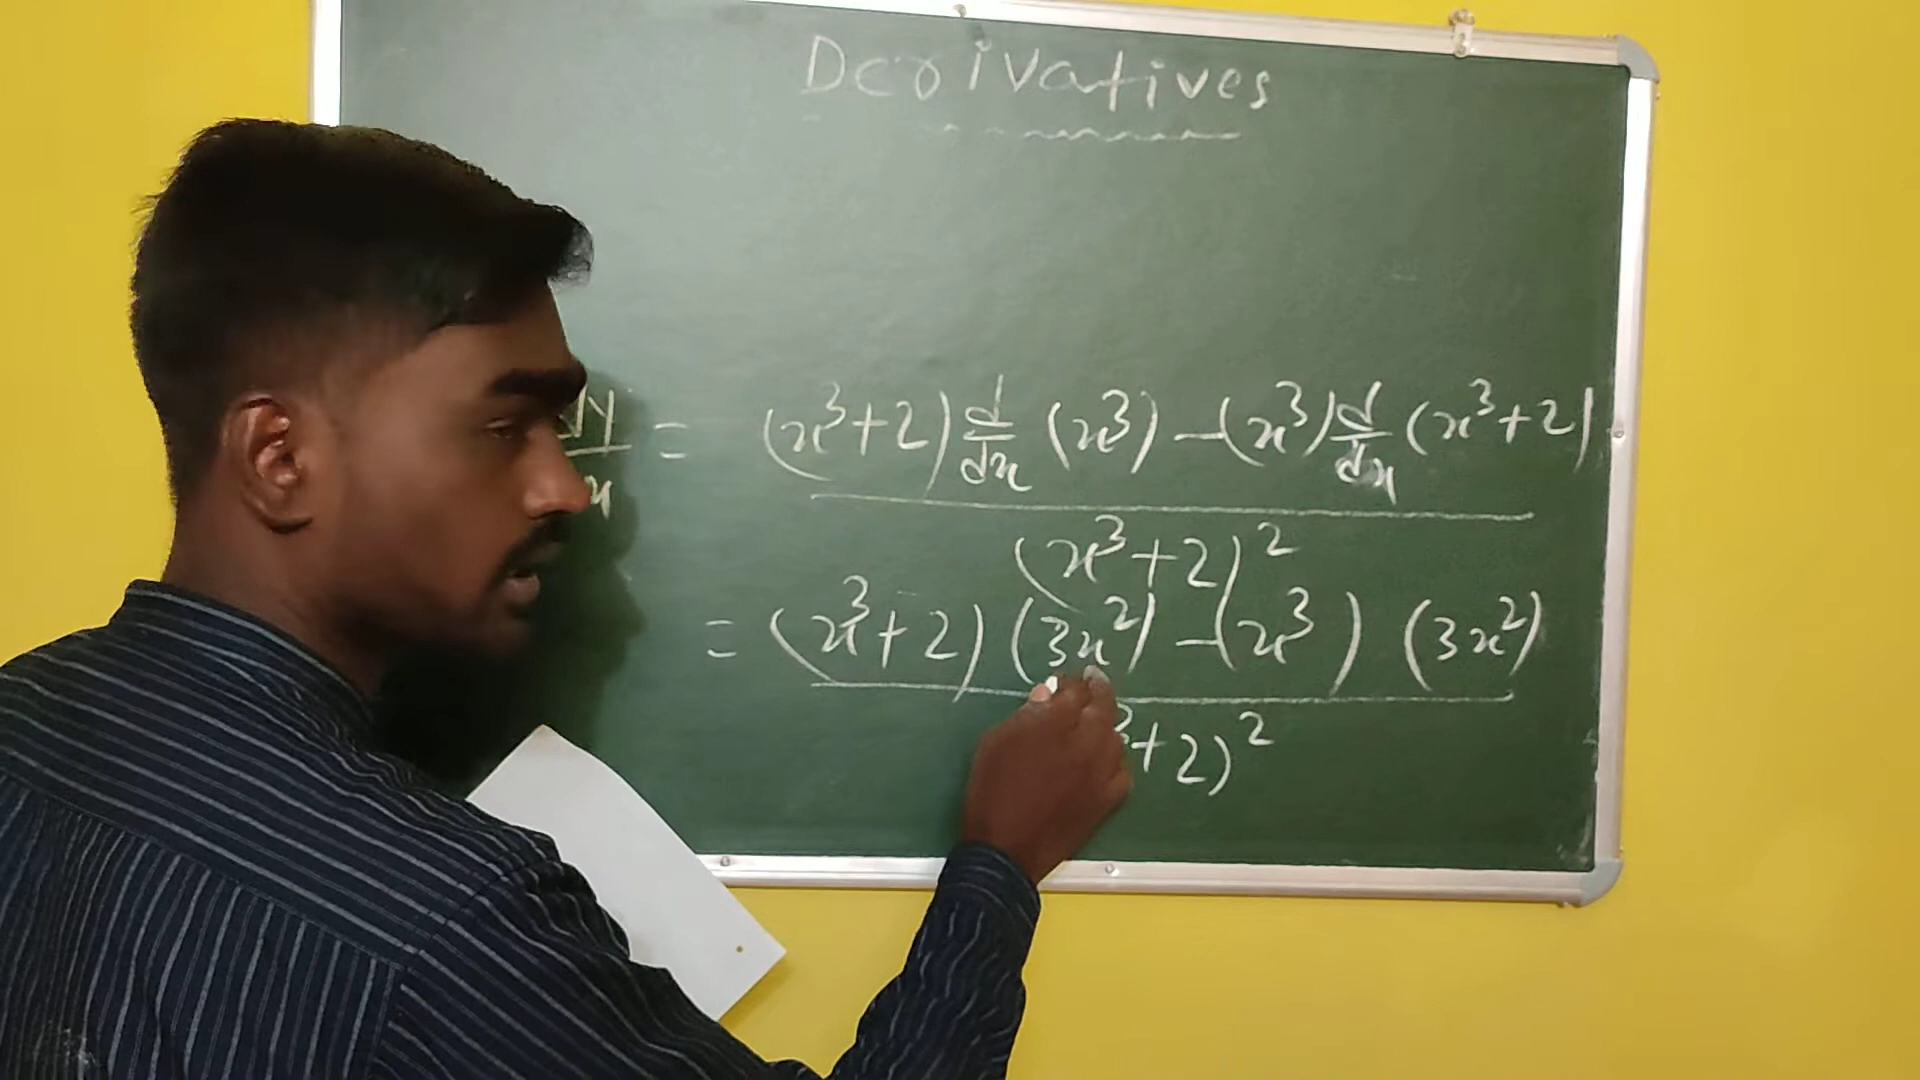 Derivatives
dy/dx = (x³+2) d/dx (x³) - (x³) d/dx (x³+2)
(x³+2)²
= (x³+2) (3x²) - (x³) (3x²)
³+2)²